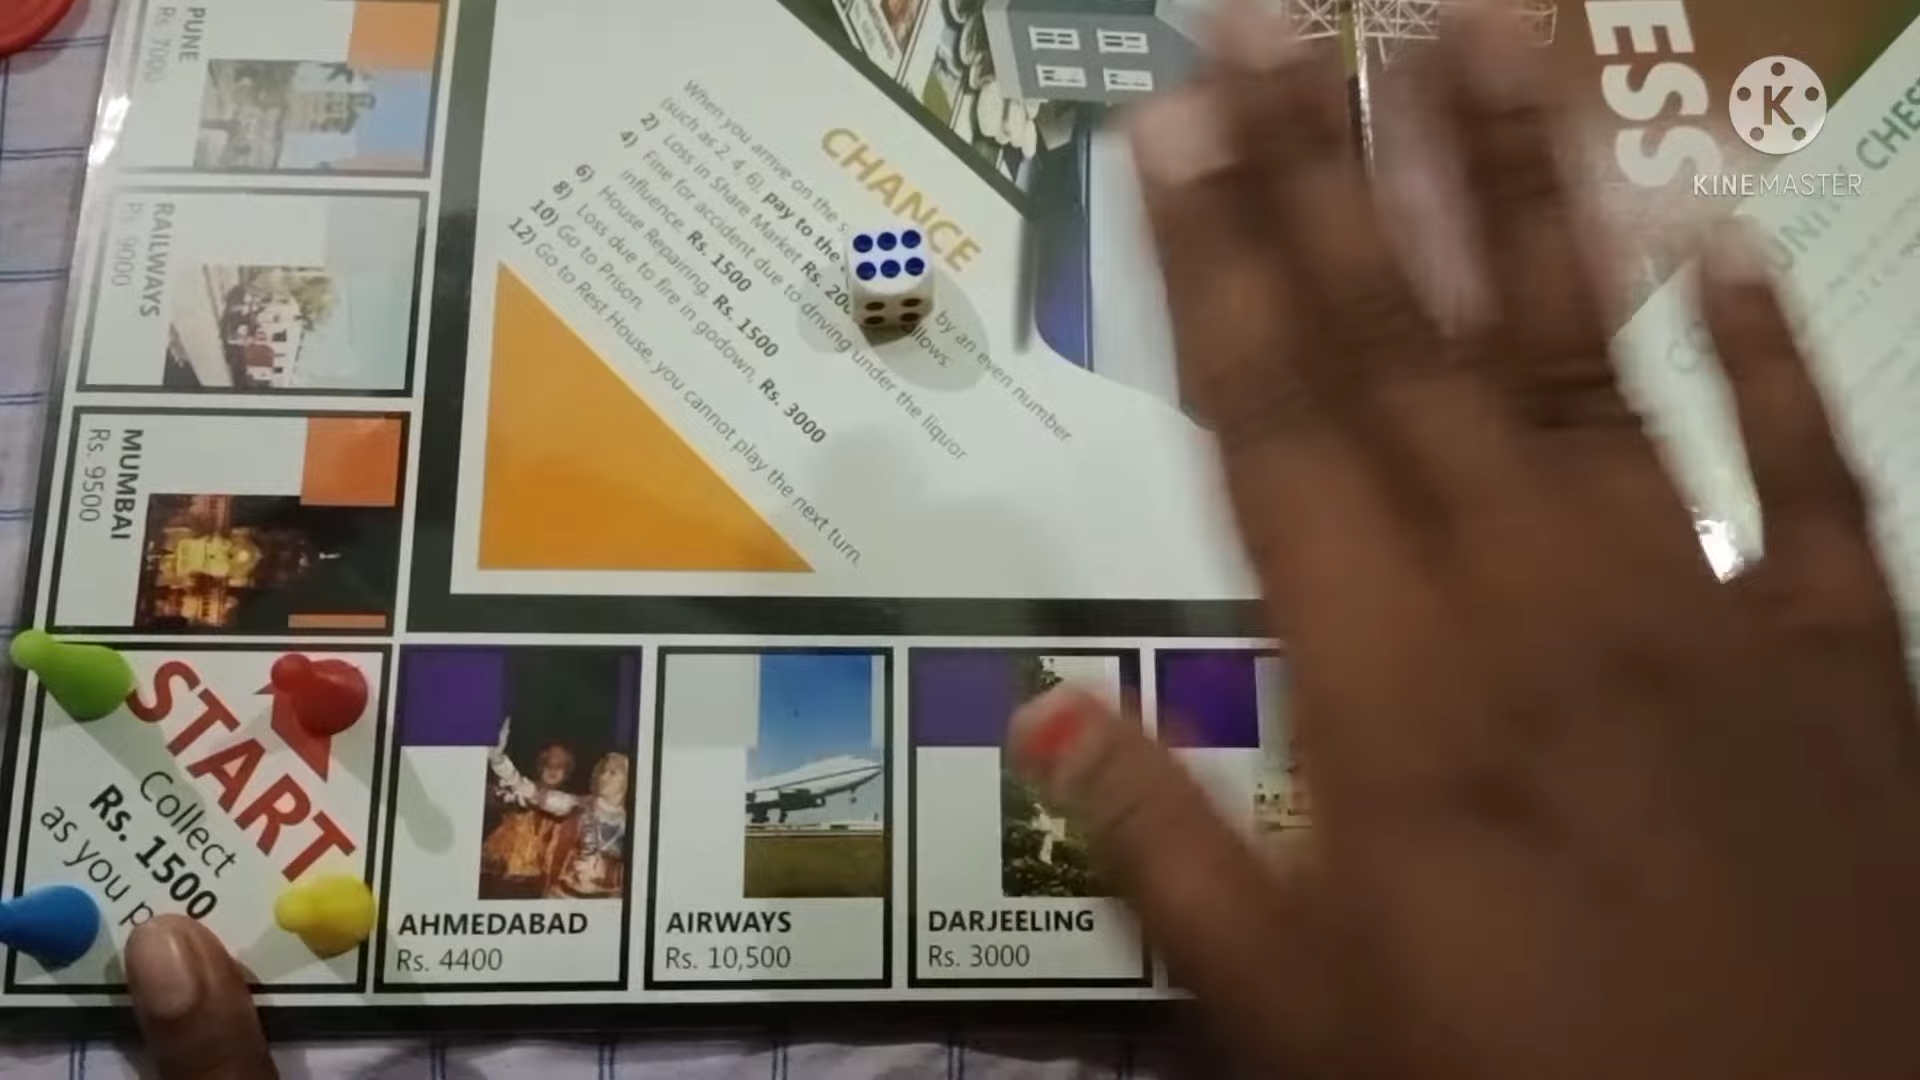 PUNE
Rs. 7000
RAILWAYS
Rs. 9000
MUMBAI
Rs. 9500
CHANCE
When you arrive on the by an even number
(such as 2, 4, 6), pay to the
2) Loss in Share Market Rs.
4) Fine for accident due to driving under the liquor
influence, Rs. 1500
6) House Repairing, Rs. 1500
8) Loss due to fire in godown, Rs. 3000
10) Go to Prison.
12) Go to Rest House, you cannot play the next turn.
ESS
KINEMASTER
START
Collect
Rs. 1500
as you
AHMEDABAD
Rs. 4400
AIRWAYS
Rs. 10,500
DARJEELING
Rs. 3000